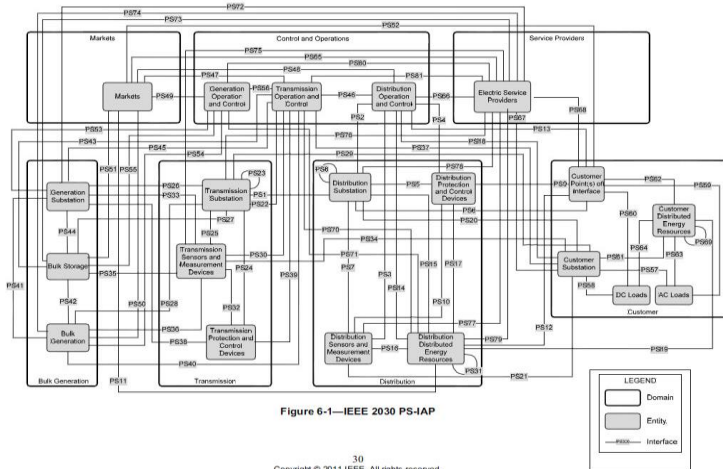 PS72
PS74
PS73
PS52
Markets
Control and Operations
Service Providers
PS75
PS65
PS80
PS47
PS48
PS81
Markets
PS49
Generation
Operation
and Control
PS56
Transmission
Operation and
Control
PS46
Distribution
Operation
and Control
PS66
Electric Service
Providers
PS68
PS2
PS4
PS67
PS53
PS43
PS45
PS54
PS76
PS37
PS13
PS29
PS51
PS55
PS78
Generation
Substation
PS26
PS33
Transmission
Substation
PS23
PS1
PS22
PS27
Distribution
Substation
PS5
Distribution
Protection
and Control
Devices
PS9
PS6
PS20
Customer
Point(s) of
Interface
PS62
PS59
PS60
Customer
Distributed
Energy
Resources
PS69
PS44
PS25
PS70
PS34
PS30
PS71
PS64
PS63
Bulk Storage
PS35
Transmission
Sensors and
Measurement
Devices
PS24
PS39
PS7
PS3
PS15
PS17
Customer
Substation
PS61
PS57
PS58
PS41
PS42
PS50
PS28
PS32
PS14
PS10
DC Loads
AC Loads
Customer
Bulk
Generation
PS36
PS38
PS40
PS11
Transmission
Protection and
Control
Devices
PS77
PS12
PS79
PS19
Distribution
Sensors and
Measurement
Devices
PS16
Distribution
Distributed
Energy
Resources
PS31
PS21
Bulk Generation
Transmission
Distribution
LEGEND
Domain
Entity
Interface
Figure 6-1—IEEE 2030 PS-IAP
30
Copyright © 2011 IEEE. All rights reserved.